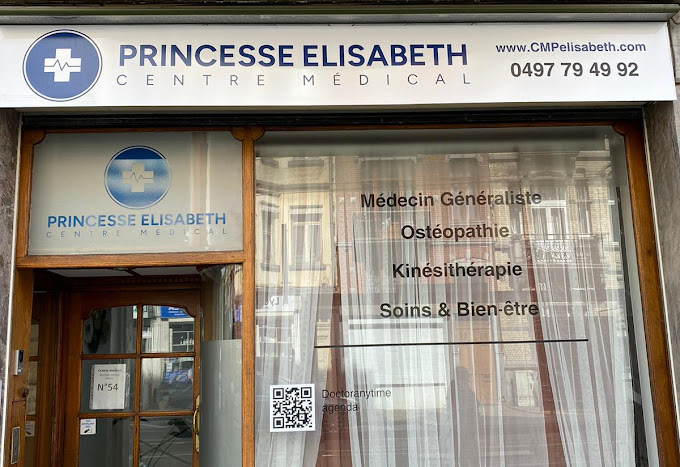 PRINCESSE ELISABETH
CENTRE MÉDICAL
www.CMPelisabeth.com
0497 79 49 92
PRINCESSE ELISABETH
CENTRE MÉDICAL
Médecin Généraliste
Ostéopathie
Kinésithérapie
Soins & Bien-être
N°54
Doctoranytime
agenda